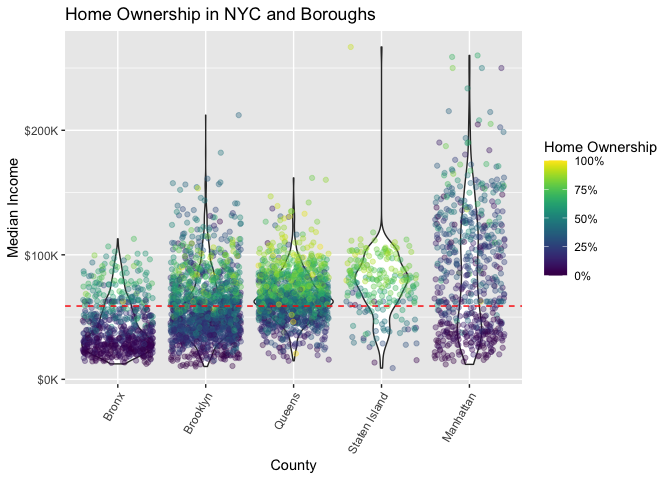 Home Ownership in NYC and Boroughs
Median Income
$200K
$100K
$0K
Bronx
Brooklyn
Queens
Staten Island
Manhattan
County
Home Ownership
100%
75%
50%
25%
0%